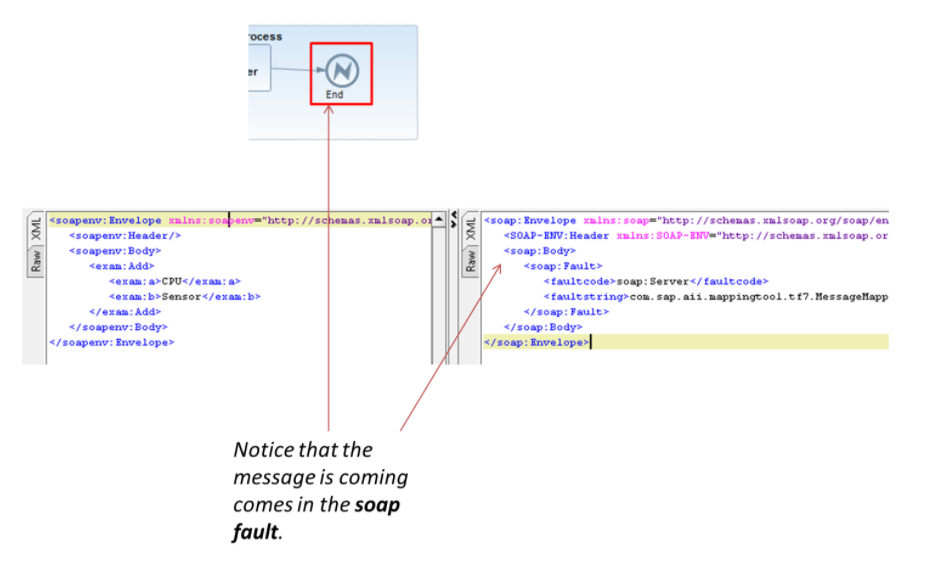 ocess
er
End
XML
Raw
<soapenv:Envelope xmlns:soapenv="http://schemas.xmlsoap.or
<soapenv:Header/>
<soapenv:Body>
<exam:Add>
<exam:a>CPU</exam:a>
<exam:b>Sensor</exam:b>
</exam:Add>
</soapenv:Body>
</soapenv:Envelope>
XML
Raw
<soap:Envelope xmlns:soap="http://schemas.xmlsoap.org/soap/en
<SOAP-ENV:Header xmlns:SOAP-ENV="http://schemas.xmlsoap.or
<soap:Body>
<soap:Fault>
<faultcode>soap:Server</faultcode>
<faultstring>com.sap.aii.mappingtool.tf7.MessageMapp
</soap:Fault>
</soap:Body>
</soap:Envelope>
Notice that the
message is coming
comes in the soap
fault.